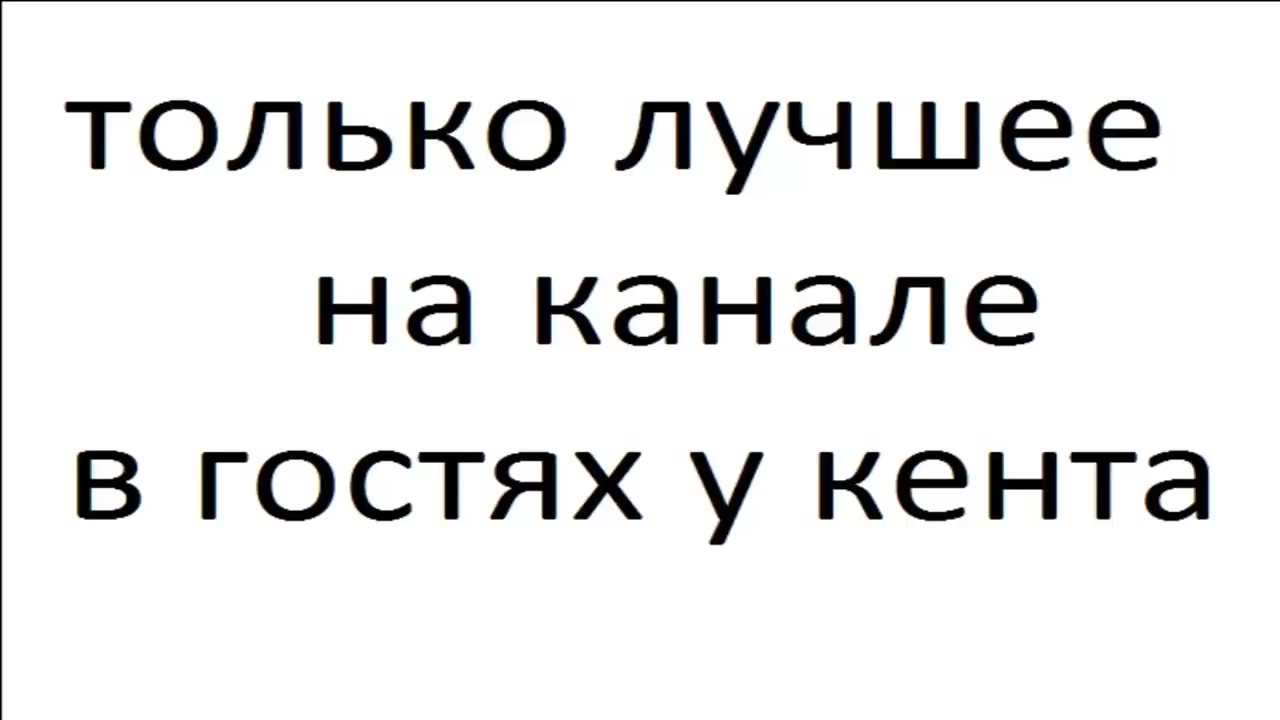 только лучшее
на канале
в гостях у кента